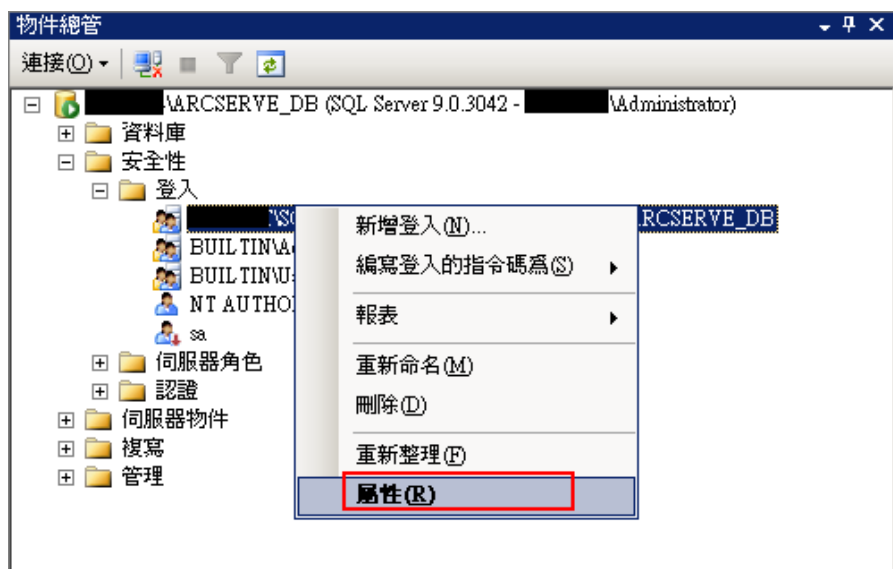 物件總管
連接(O)
\ARCSERVE_DB (SQL Server 9.0.3042 - \Administrator)
資料庫
安全性
登入
RCSERVE_DB
BUILTIN\A
BUILTIN\U
NT AUTHO
sa
伺服器角色
認證
伺服器物件
複寫
管理
新增登入(N)...
編寫登入的指令碼為(S)
報表
重新命名(M)
刪除(D)
重新整理(F)
屬性(R)